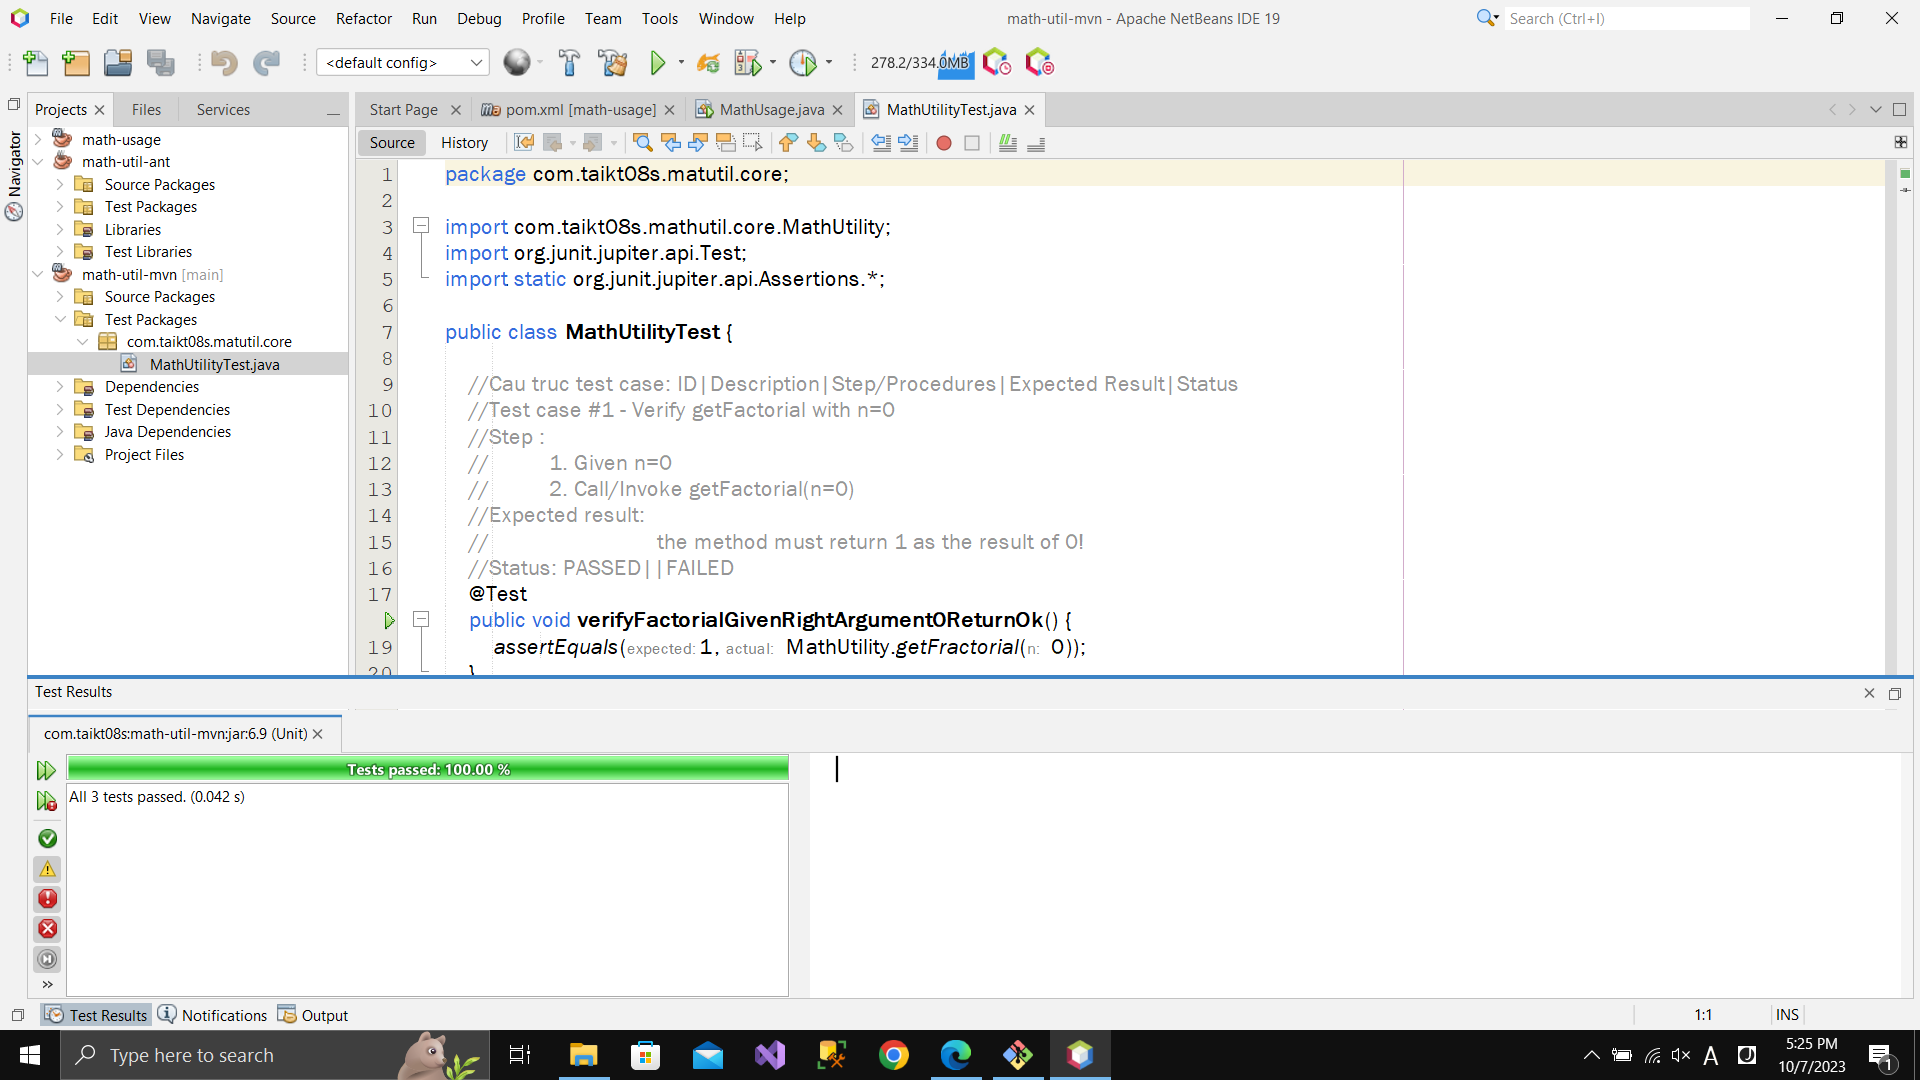 File Edit View Navigate Source Refactor Run Debug Profile Team Tools Window Help
math-util-mvn - Apache NetBeans IDE 19
Search (Ctrl+I)
<default config>
278.2/334.0MB
Projects Files Services
Start Page pom.xml [math-usage] MathUsage.java MathUtilityTest.java
Source History
Navigator
math-usage
math-util-ant
Source Packages
Test Packages
Libraries
Test Libraries
math-util-mvn [main]
Source Packages
Test Packages
com.taikt08s.matutil.core
MathUtilityTest.java
Dependencies
Test Dependencies
Java Dependencies
Project Files
1 package com.taikt08s.matutil.core;
2
3 import com.taikt08s.mathutil.core.MathUtility;
4 import org.junit.jupiter.api.Test;
5 import static org.junit.jupiter.api.Assertions.*;
6
7 public class MathUtilityTest {
8
9 //Cau truc test case: ID|Description|Step/Procedures|Expected Result|Status
10 //Test case #1 - Verify getFactorial with n=0
11 //Step :
12 // 1. Given n=0
13 // 2. Call/Invoke getFactorial(n=0)
14 //Expected result:
15 // the method must return 1 as the result of 0!
16 //Status: PASSED||FAILED
17 @Test
public void verifyFactorialGivenRightArgument0ReturnOk() {
19 assertEquals(expected: 1, actual: MathUtility.getFractorial(n: 0));
20 }
Test Results
com.taikt08s:math-util-mvn:jar:6.9 (Unit)
Tests passed: 100.00 %
All 3 tests passed. (0.042 s)
Test Results Notifications Output
1:1 INS
Type here to search
A
5:25 PM
10/7/2023
1